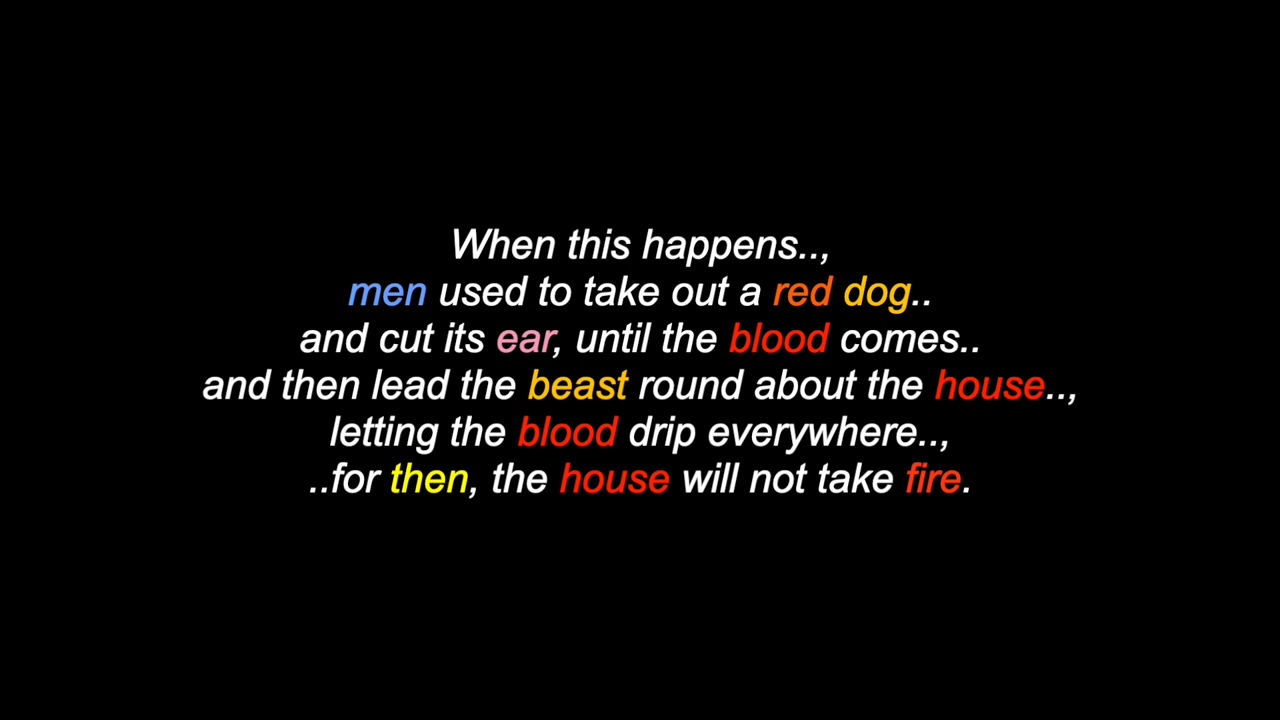 When this happens..,
men used to take out a red dog..
and cut its ear, until the blood comes..
and then lead the beast round about the house..,
letting the blood drip everywhere..,
..for then, the house will not take fire.